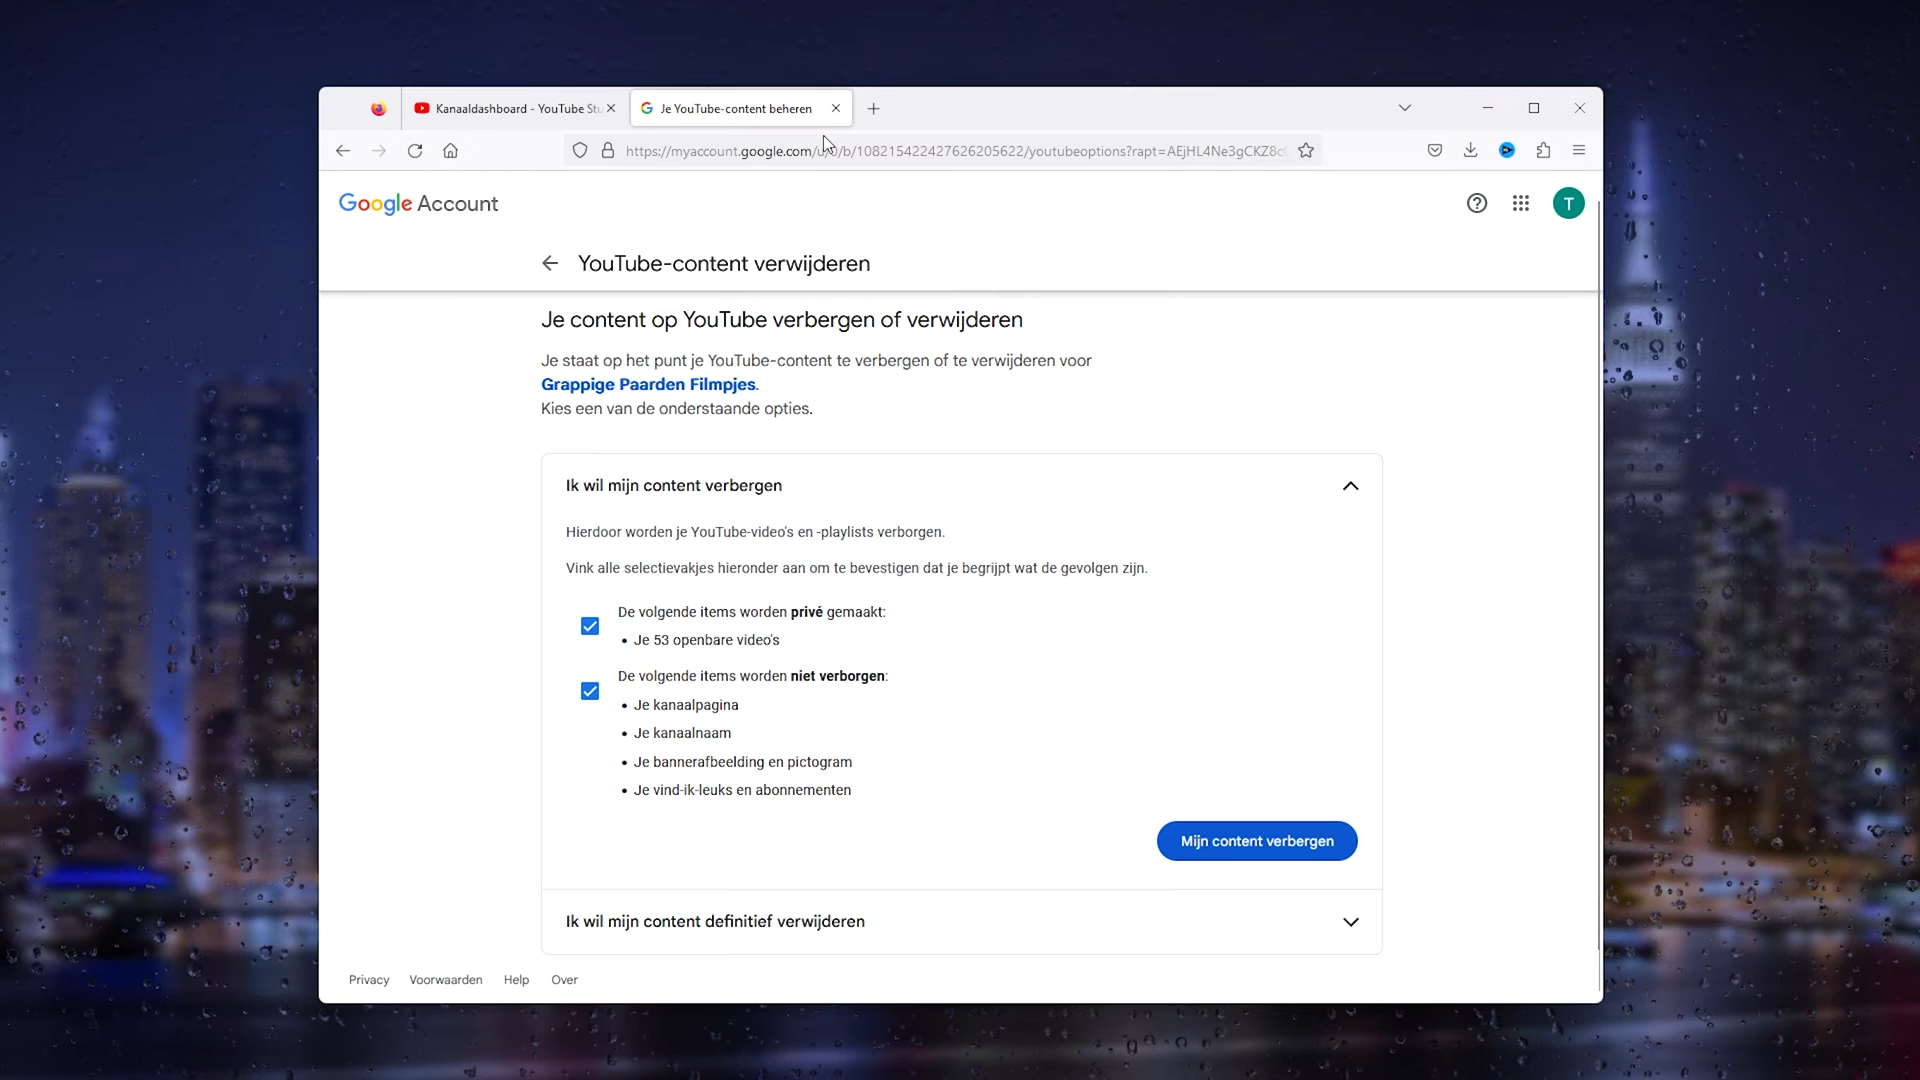 Kanaaldashboard - YouTube Stu
Je YouTube-content beheren
https://myaccount.google.com/u/0/b/108215422427626205622/youtubeoptions?rapt=AEjHL4Ne3gCKZ8c
Google Account
T
YouTube-content verwijderen
Je content op YouTube verbergen of verwijderen
Je staat op het punt je YouTube-content te verbergen of te verwijderen voor
Grappige Paarden Filmpjes.
Kies een van de onderstaande opties.
Ik wil mijn content verbergen
Hierdoor worden je YouTube-video's en -playlists verborgen.
Vink alle selectievakjes hieronder aan om te bevestigen dat je begrijpt wat de gevolgen zijn.
De volgende items worden privé gemaakt:
• Je 53 openbare video's
De volgende items worden niet verborgen:
• Je kanaalpagina
• Je kanaalnaam
• Je bannerafbeelding en pictogram
• Je vind-ik-leuks en abonnementen
Mijn content verbergen
Ik wil mijn content definitief verwijderen
Privacy Voorwaarden Help Over